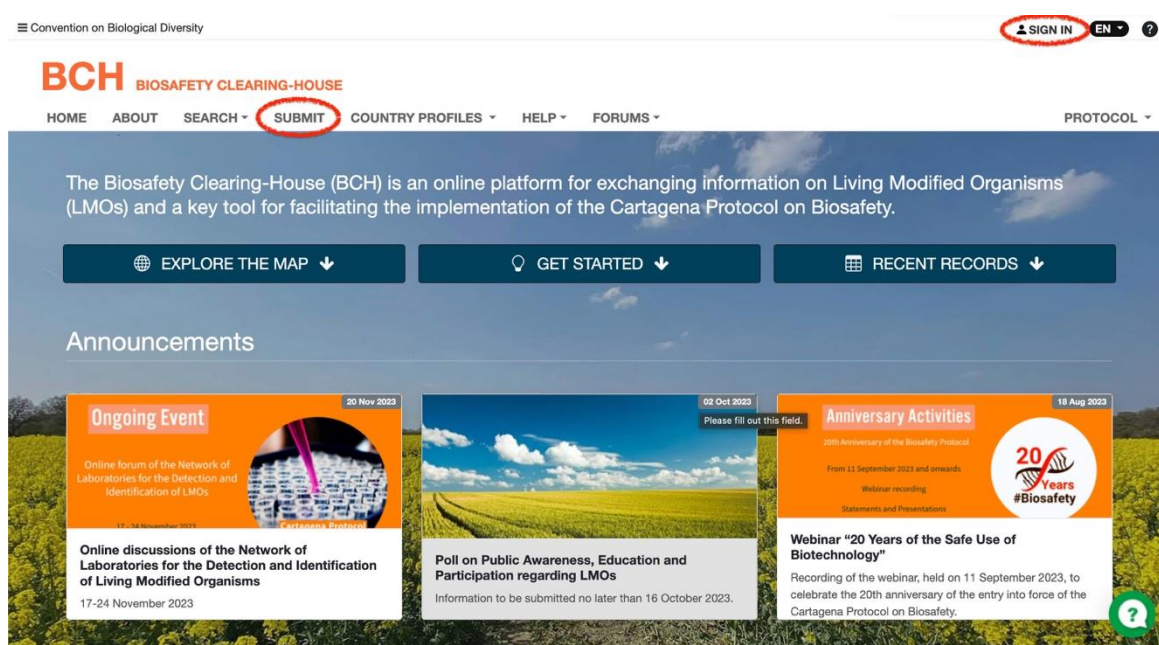 Convention on Biological Diversity
SIGN IN
EN
?
BCH BIOSAFETY CLEARING-HOUSE
HOME ABOUT SEARCH SUBMIT COUNTRY PROFILES HELP FORUMS PROTOCOL
The Biosafety Clearing-House (BCH) is an online platform for exchanging information on Living Modified Organisms
(LMOs) and a key tool for facilitating the implementation of the Cartagena Protocol on Biosafety.
EXPLORE THE MAP
GET STARTED
RECENT RECORDS
Announcements
20 Nov 2023
Ongoing Event
Online forum of the Network of
Laboratories for the Detection and
Identification of LMOs
17 - 24 November 2023
Cartagena Protocol
Online discussions of the Network of
Laboratories for the Detection and Identification
of Living Modified Organisms
17-24 November 2023
02 Oct 2023
Please fill out this field.
Poll on Public Awareness, Education and
Participation regarding LMOs
Information to be submitted no later than 16 October 2023.
18 Aug 2023
Anniversary Activities
20th Anniversary of the Biosafety Protocol
From 11 September 2023 and onwards
Webinar recording
Statements and Presentations
20
Years
#Biosafety
Webinar “20 Years of the Safe Use of
Biotechnology”
Recording of the webinar, held on 11 September 2023, to
celebrate the 20th anniversary of the entry into force of the
Cartagena Protocol on Biosafety.
?